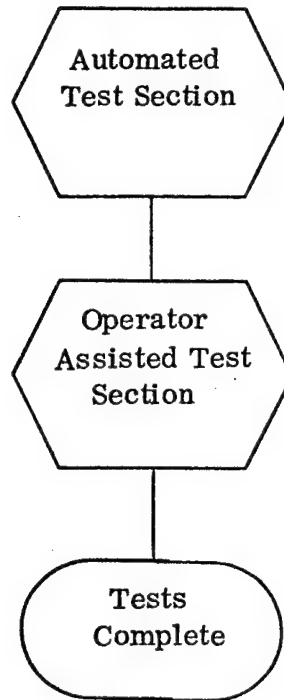 Automated
Test Section
Operator
Assisted Test
Section
Tests
Complete